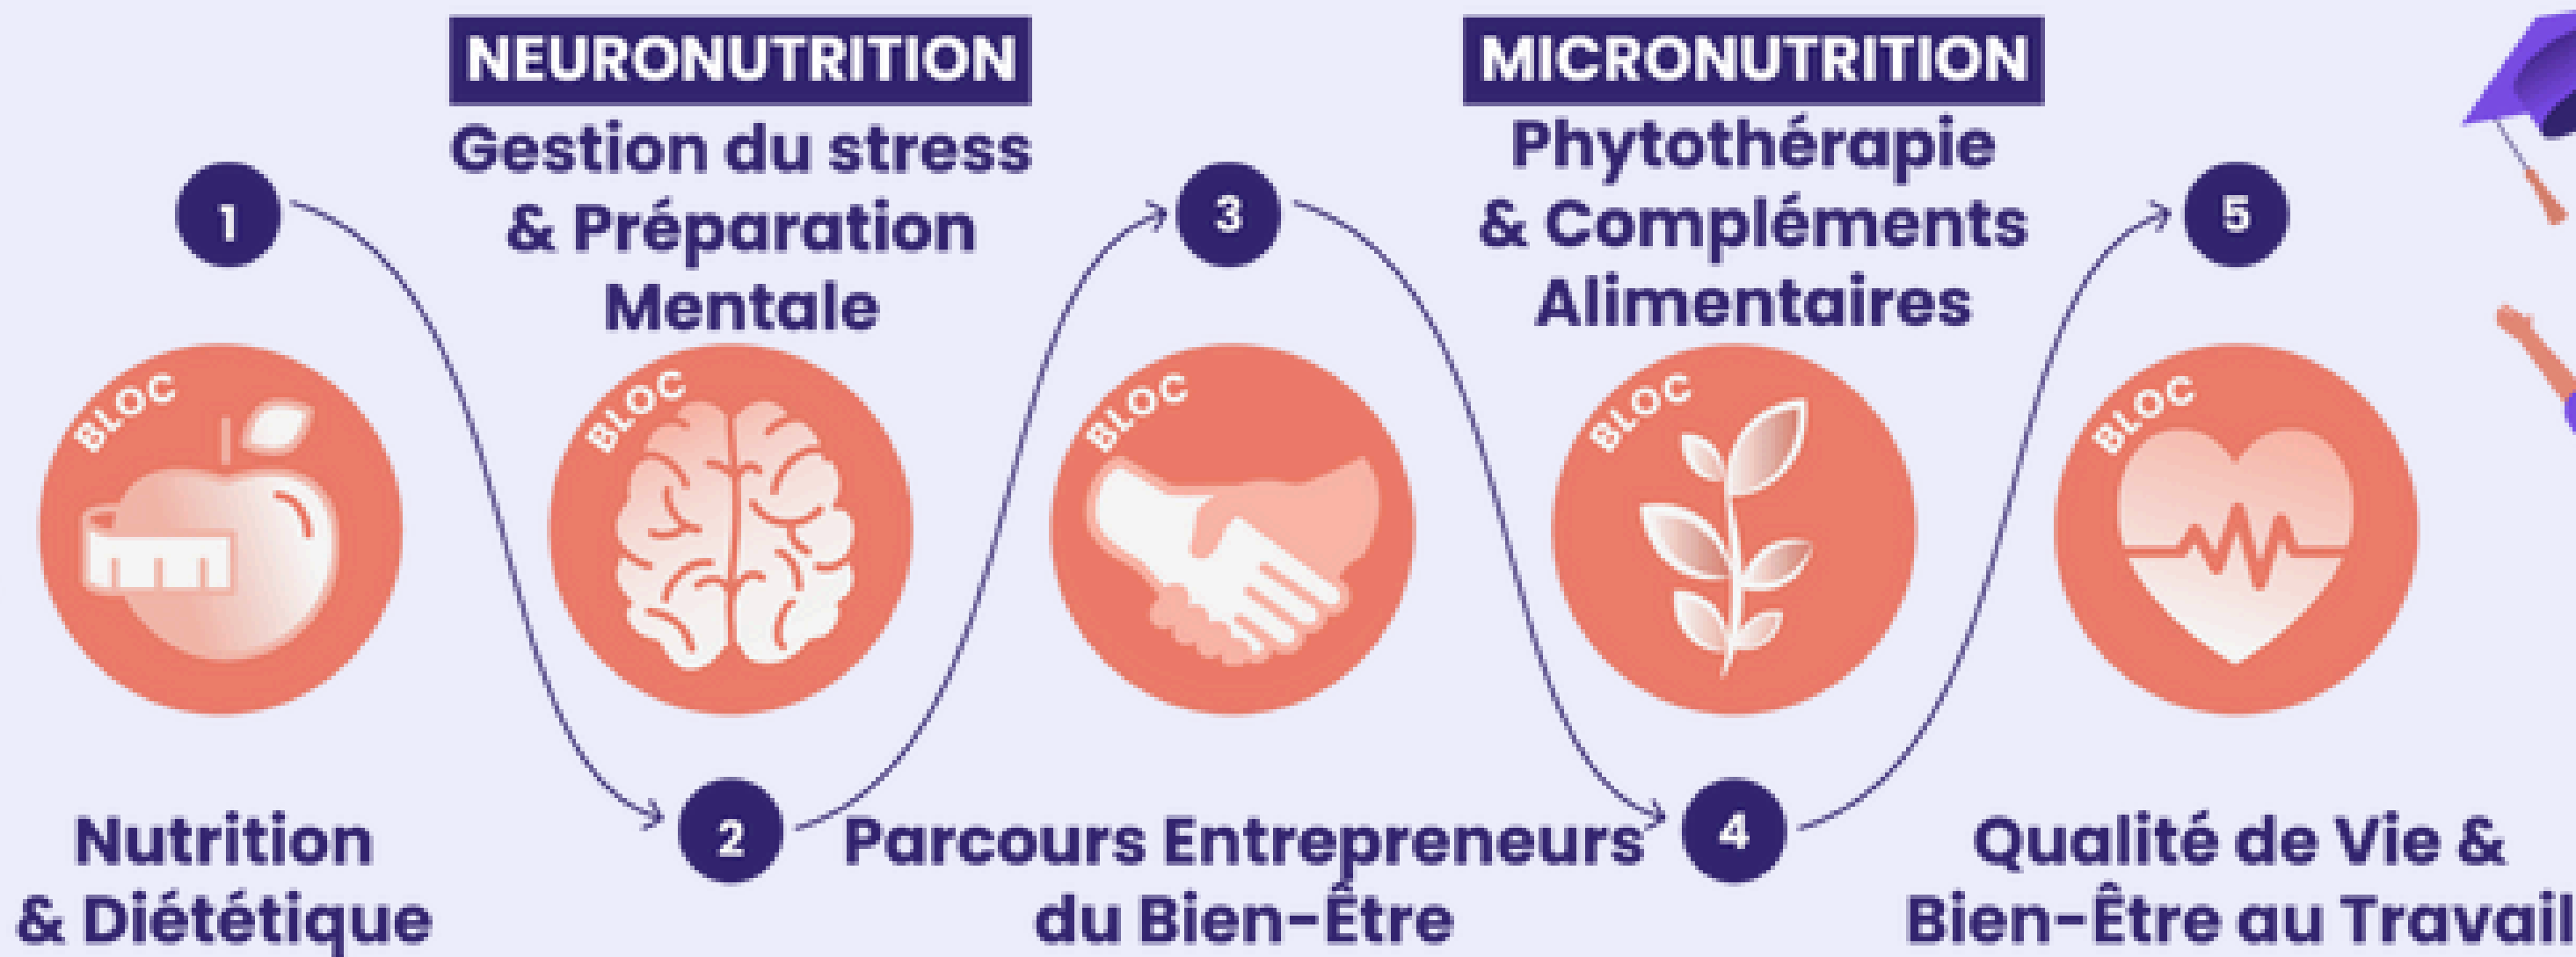 1
BLOC
Nutrition
& Diététique
NEURONUTRITION
Gestion du stress
& Préparation
Mentale
BLOC
2
3
BLOC
Parcours Entrepreneurs
du Bien-Être
MICRONUTRITION
Phytothérapie
& Compléments
Alimentaires
BLOC
4
5
BLOC
Qualité de Vie &
Bien-Être au Travail